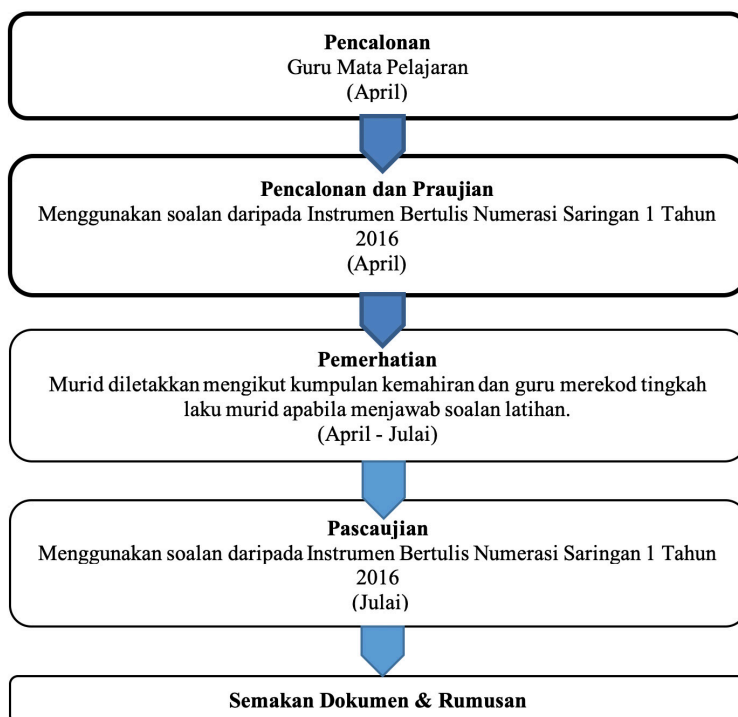 Pencalonan
Guru Mata Pelajaran
(April)
Pencalonan dan Praujian
Menggunakan soalan daripada Instrumen Bertulis Numerasi Saringan 1 Tahun
2016
(April)
Pemerhatian
Murid diletakkan mengikut kumpulan kemahiran dan guru merekod tingkah
laku murid apabila menjawab soalan latihan.
(April - Julai)
Pascaujian
Menggunakan soalan daripada Instrumen Bertulis Numerasi Saringan 1 Tahun
2016
(Julai)
Semakan Dokumen & Rumusan